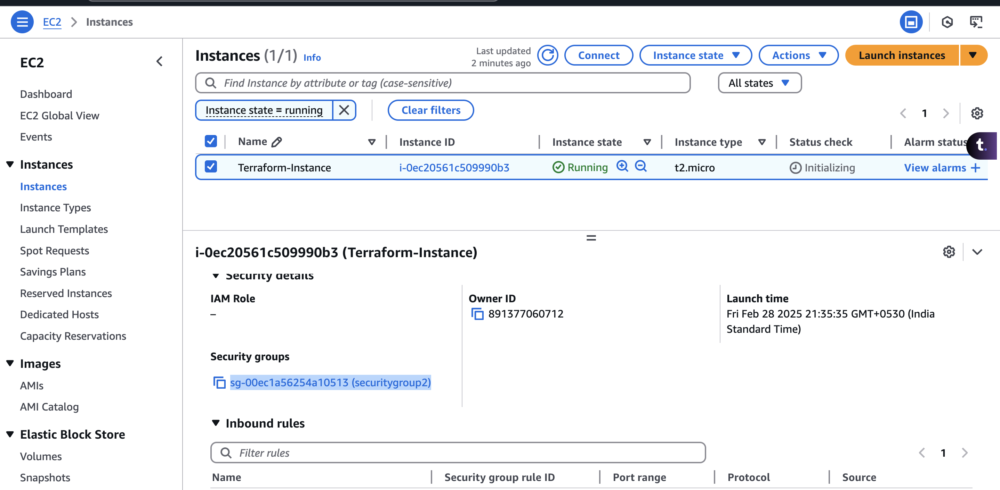 EC2 > Instances
EC2
Dashboard
EC2 Global View
Events
Instances
Instances
Instance Types
Launch Templates
Spot Requests
Savings Plans
Reserved Instances
Dedicated Hosts
Capacity Reservations
Images
AMIs
AMI Catalog
Elastic Block Store
Volumes
Snapshots
Instances (1/1) Info
Last updated
2 minutes ago
Connect
Instance state
Actions
Launch instances
Find Instance by attribute or tag (case-sensitive)
All states
Instance state = running
Clear filters
1
Name Instance ID Instance state Instance type Status check Alarm status
t.
Terraform-Instance i-0ec20561c509990b3 Running t2.micro Initializing View alarms +
i-0ec20561c509990b3 (Terraform-Instance)
Security details
IAM Role
–
Owner ID
891377060712
Launch time
Fri Feb 28 2025 21:35:35 GMT+0530 (India
Standard Time)
Security groups
sg-00ec1a56254a10513 (securitygroup2)
Inbound rules
Filter rules
1
Name Security group rule ID Port range Protocol Source